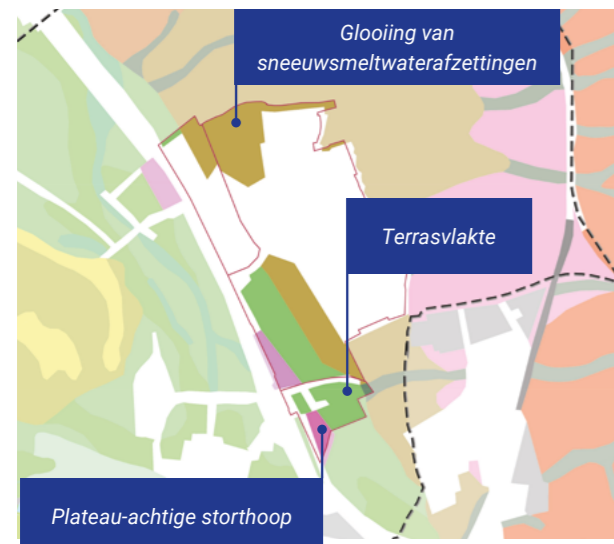 Glooiing van
sneeuwsmeltwaterafzettingen
Terrasvlakte
Plateau-achtige storthoop